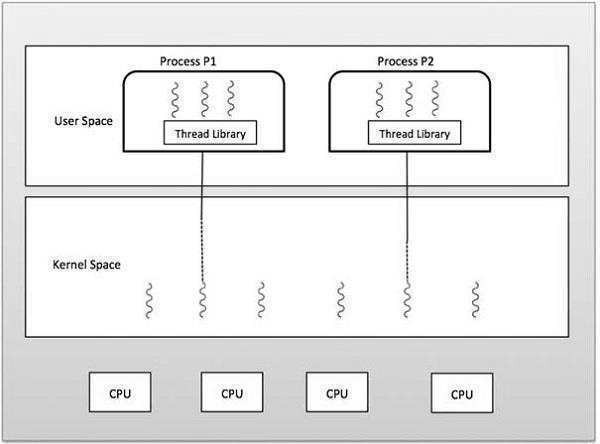 Process P1
Process P2
User Space
Thread Library
Thread Library
Kernel Space
CPU
CPU
CPU
CPU